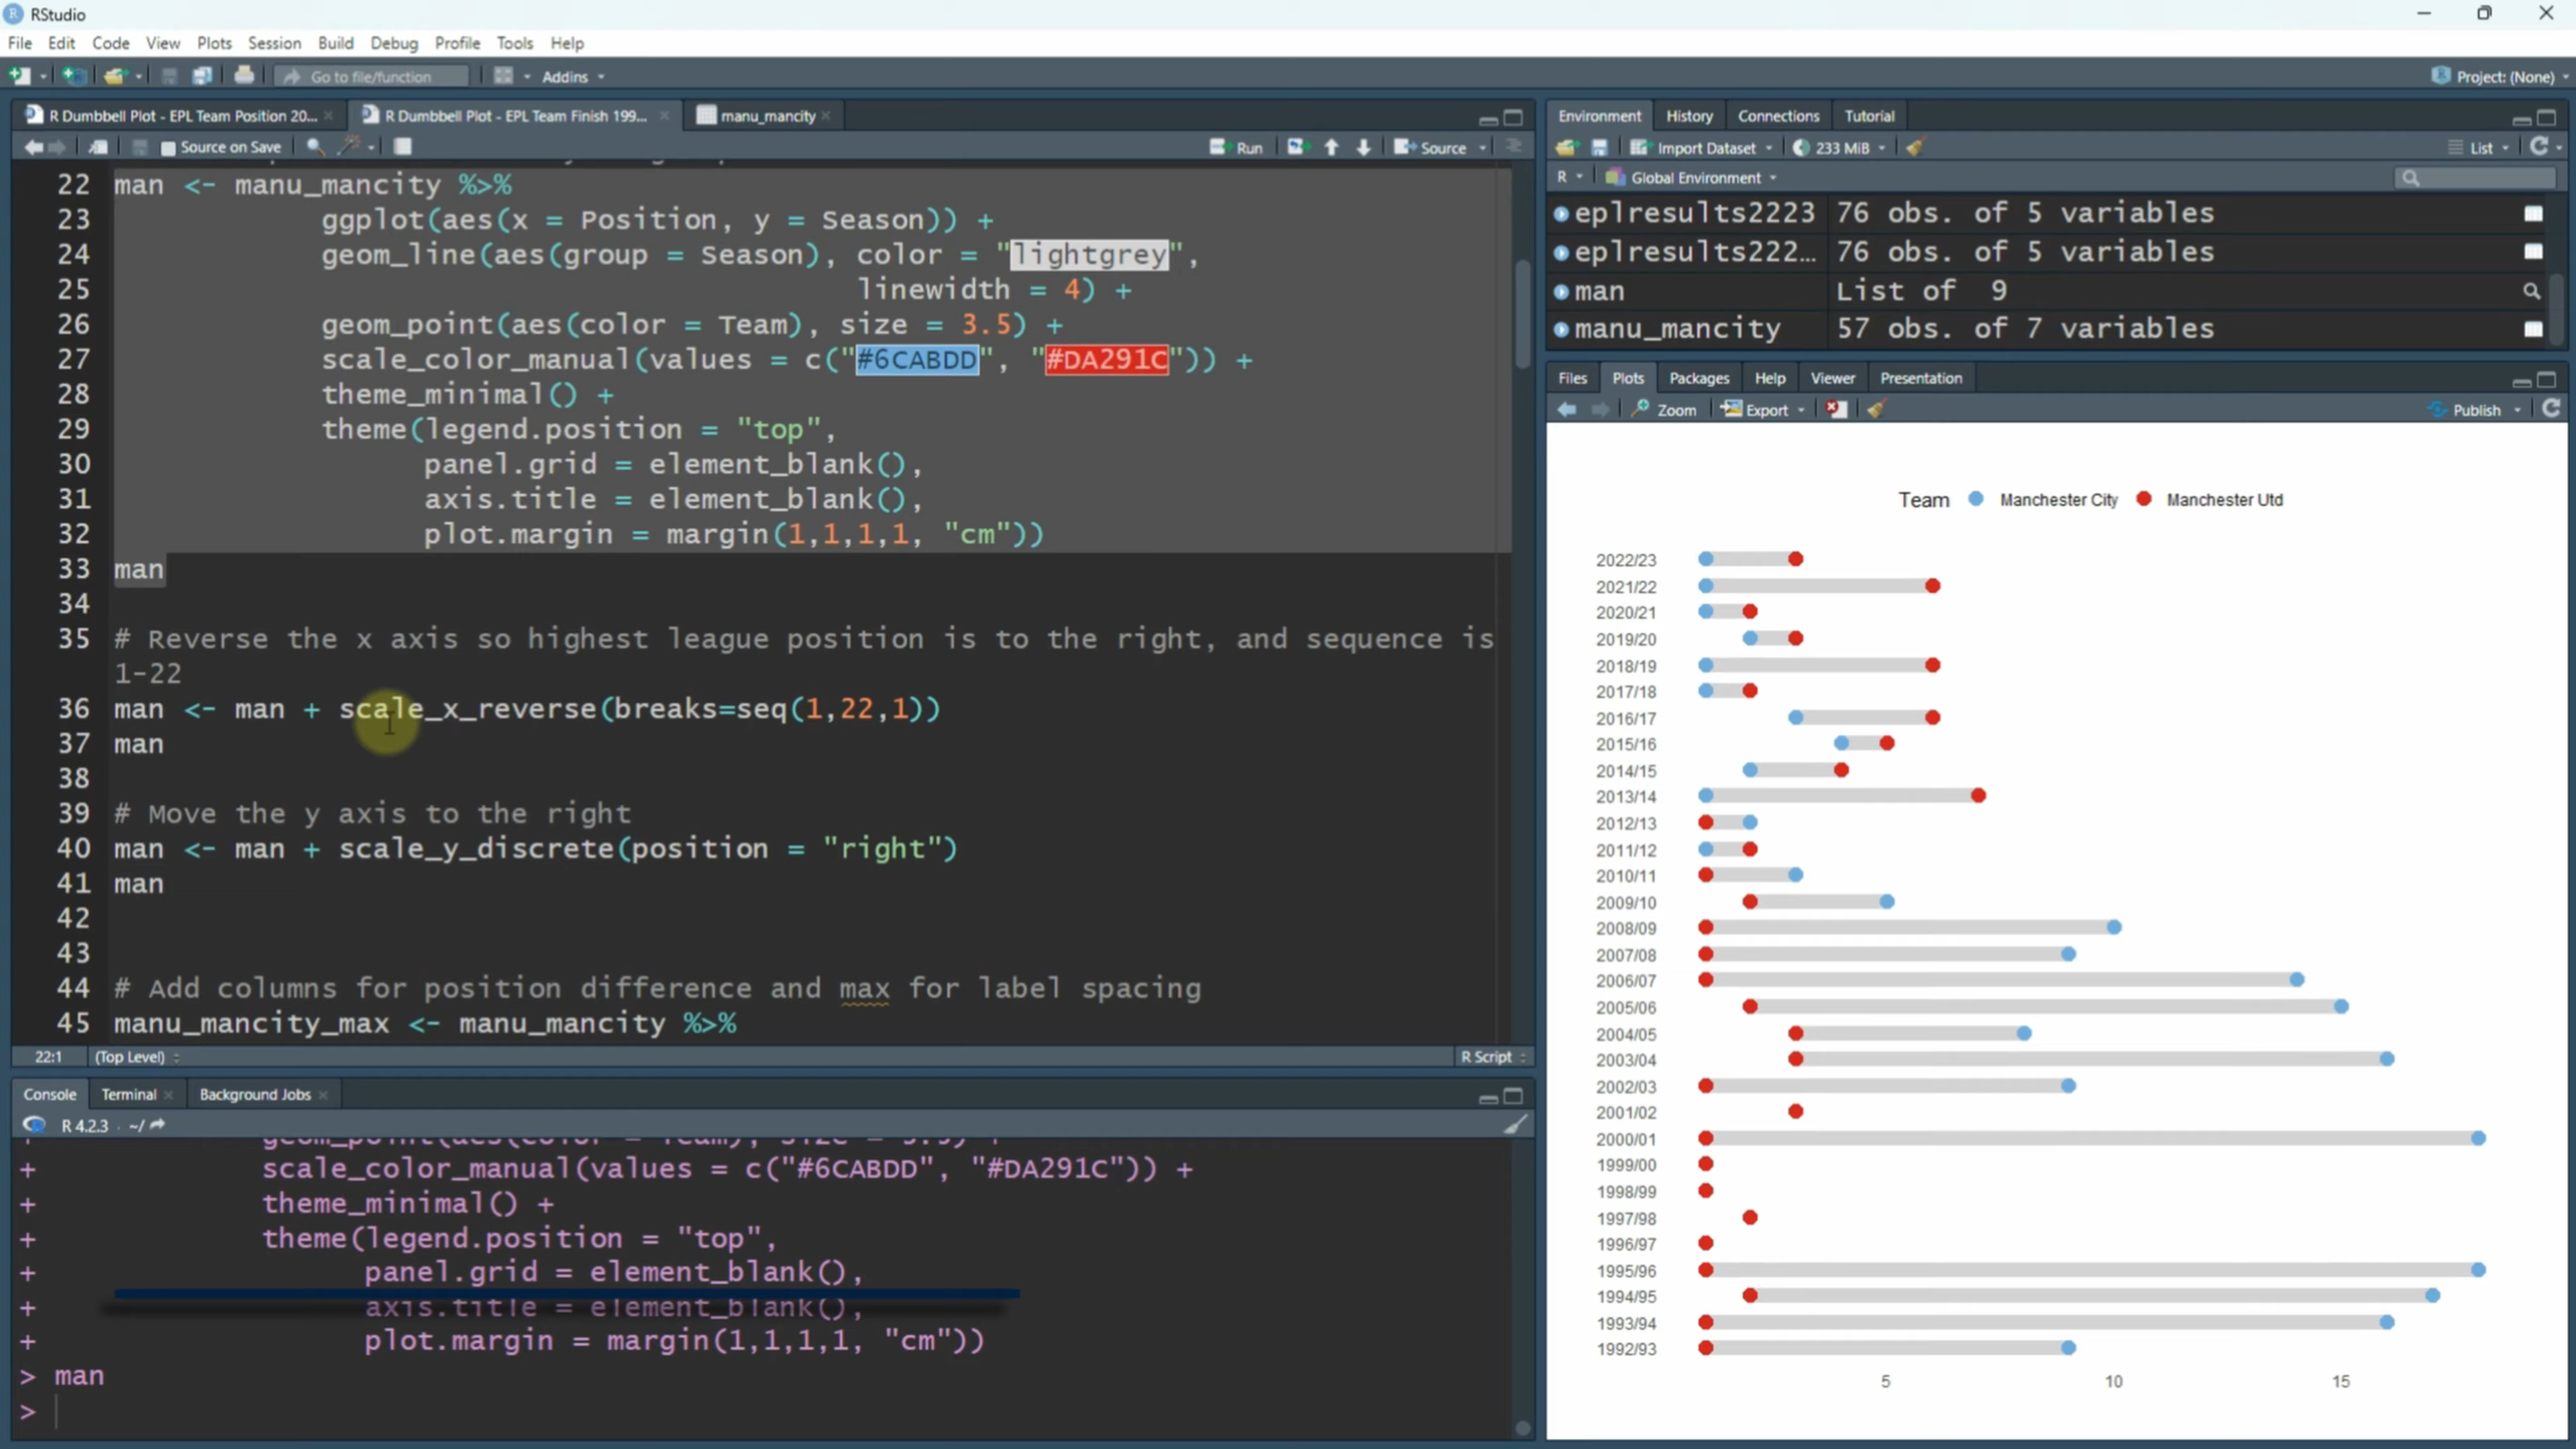 RStudio
File Edit Code View Plots Session Build Debug Profile Tools Help
Go to file/function Addins Project: (None)
R Dumbbell Plot - EPL Team Position 20... R Dumbbell Plot - EPL Team Finish 199... manu_mancity
Source on Save Run Source
22 man <- manu_mancity %>%
23 ggplot(aes(x = Position, y = Season)) +
24 geom_line(aes(group = Season), color = "lightgrey",
25 linewidth = 4) +
26 geom_point(aes(color = Team), size = 3.5) +
27 scale_color_manual(values = c("#6CABDD", "#DA291C")) +
28 theme_minimal() +
29 theme(legend.position = "top",
30 panel.grid = element_blank(),
31 axis.title = element_blank(),
32 plot.margin = margin(1,1,1,1, "cm"))
33 man
34
35 # Reverse the x axis so highest league position is to the right, and sequence is
1-22
36 man <- man + scale_x_reverse(breaks=seq(1,22,1))
37 man
38
39 # Move the y axis to the right
40 man <- man + scale_y_discrete(position = "right")
41 man
42
43
44 # Add columns for position difference and max for label spacing
45 manu_mancity_max <- manu_mancity %>%
22:1 (Top Level) R Script
Console Terminal Background Jobs
R 4.2.3 . ~/
+ geom_point(aes(color = Team), size = 3.5) +
+ scale_color_manual(values = c("#6CABDD", "#DA291C")) +
+ theme_minimal() +
+ theme(legend.position = "top",
+ panel.grid = element_blank(),
+ axis.title = element_blank(),
+ plot.margin = margin(1,1,1,1, "cm"))
> man
>
Environment History Connections Tutorial
Import Dataset 233 MiB List
R Global Environment
eplresults2223 76 obs. of 5 variables
eplresults222... 76 obs. of 5 variables
man List of 9
manu_mancity 57 obs. of 7 variables
Files Plots Packages Help Viewer Presentation
Zoom Export Publish
Team Manchester City Manchester Utd
2022/23
2021/22
2020/21
2019/20
2018/19
2017/18
2016/17
2015/16
2014/15
2013/14
2012/13
2011/12
2010/11
2009/10
2008/09
2007/08
2006/07
2005/06
2004/05
2003/04
2002/03
2001/02
2000/01
1999/00
1998/99
1997/98
1996/97
1995/96
1994/95
1993/94
1992/93
5 10 15